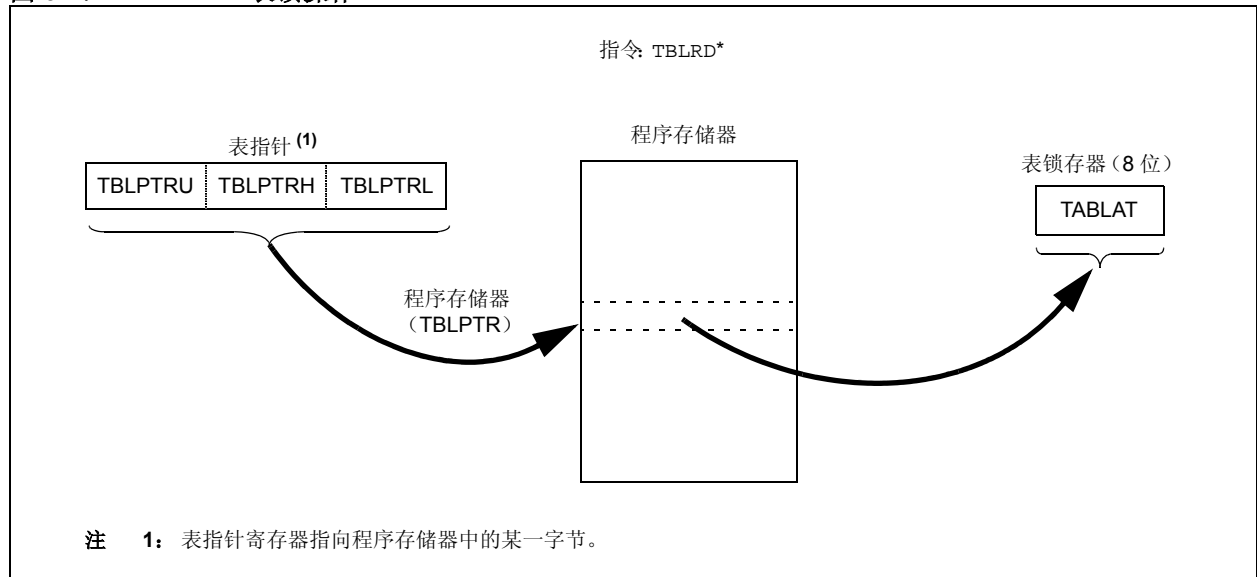 指令: TBLRD*
表指针(1)
程序存储器
表锁存器（8 位）
TBLPTRU TBLPTRH TBLPTRL
TABLAT
程序存储器
（TBLPTR）
注 1: 表指针寄存器指向程序存储器中的某一字节。